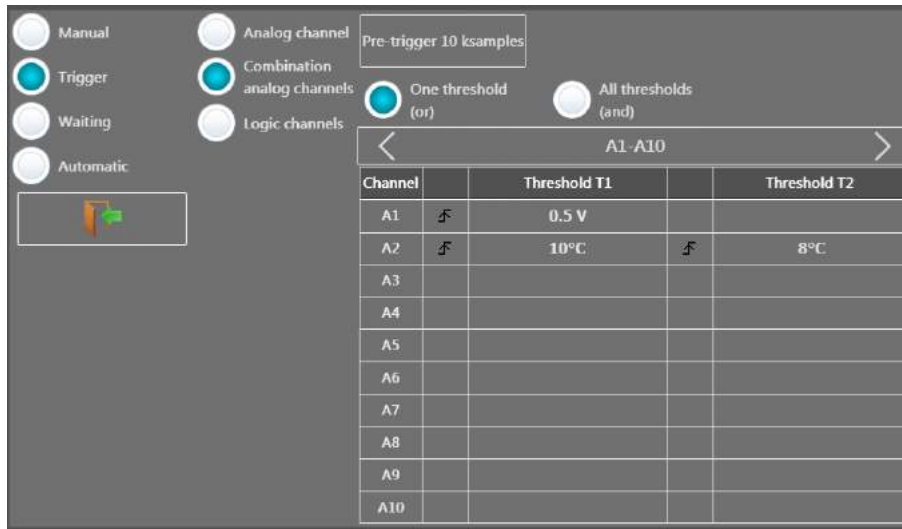 Manual
Trigger
Waiting
Automatic
Analog channel
Combination
analog channels
Logic channels
Pre-trigger 10 ksamples
One threshold
(or)
All thresholds
(and)
A1-A10
Channel Threshold T1 Threshold T2
A1 0.5 V
A2 10°C 8°C
A3
A4
A5
A6
A7
A8
A9
A10